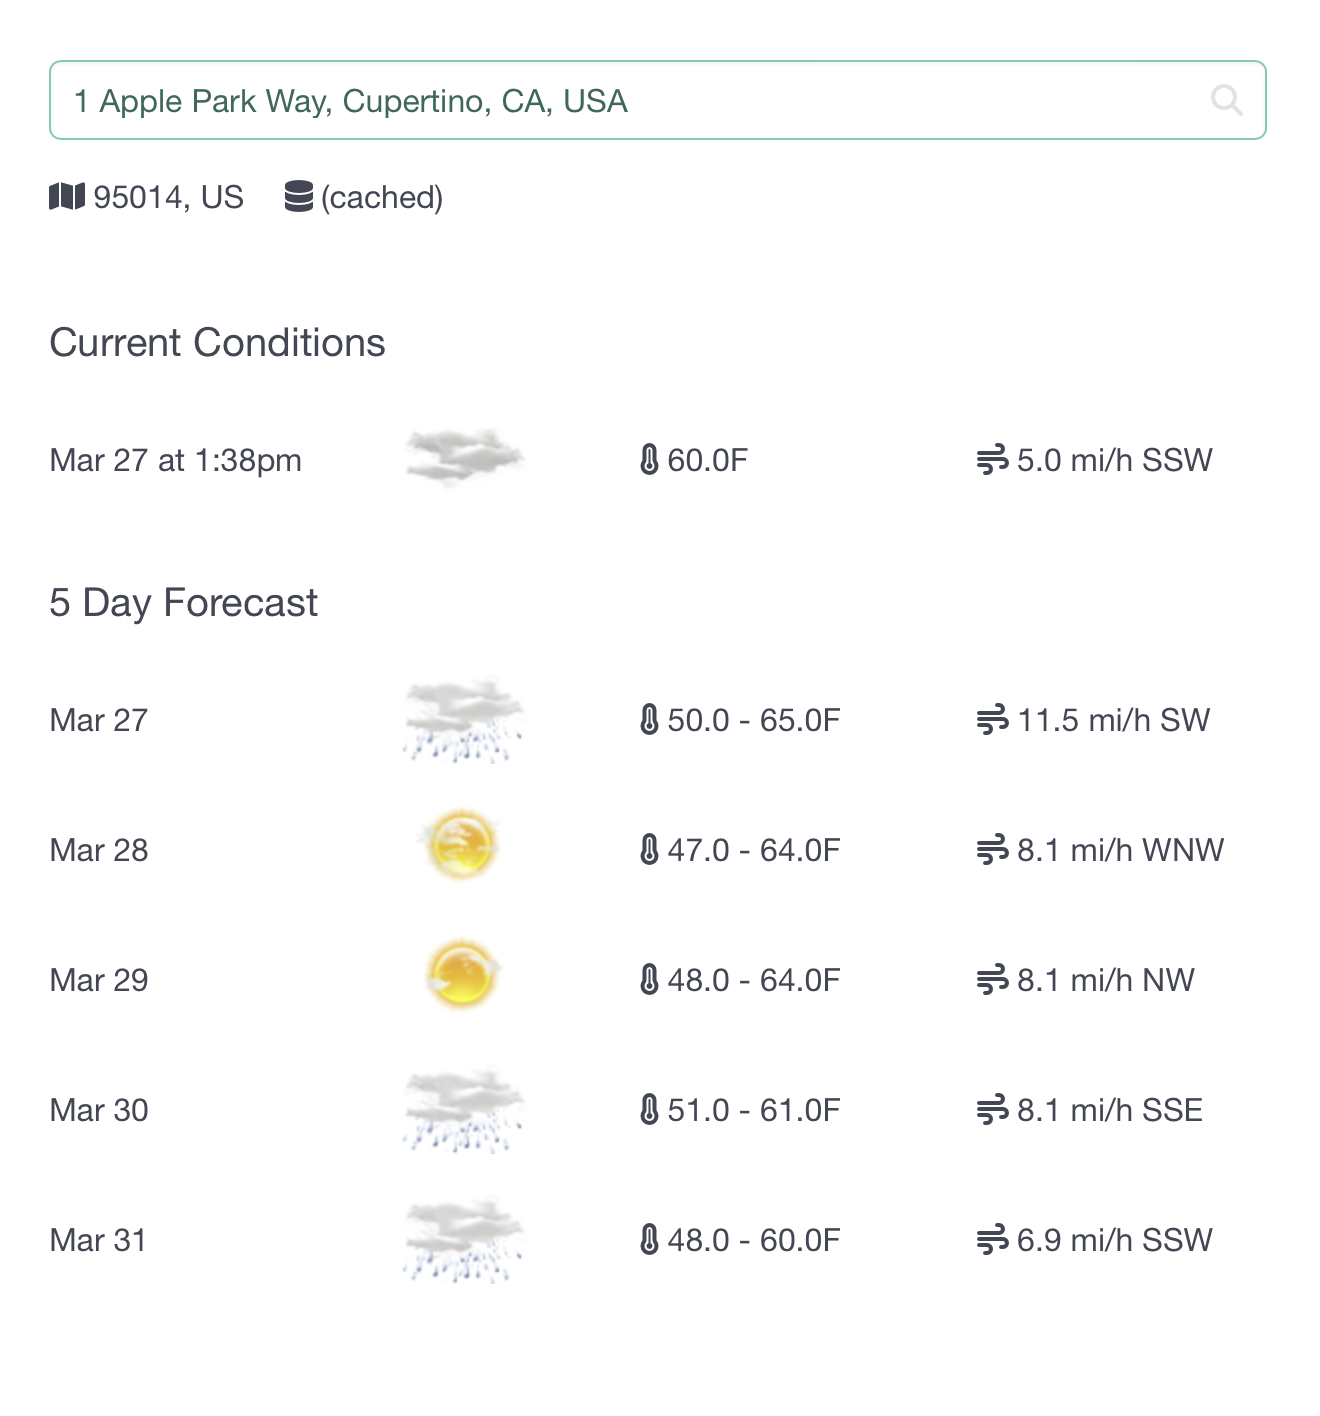 1 Apple Park Way, Cupertino, CA, USA
95014, US (cached)
Current Conditions
Mar 27 at 1:38pm 60.0F 5.0 mi/h SSW
5 Day Forecast
Mar 27 50.0 - 65.0F 11.5 mi/h SW
Mar 28 47.0 - 64.0F 8.1 mi/h WNW
Mar 29 48.0 - 64.0F 8.1 mi/h NW
Mar 30 51.0 - 61.0F 8.1 mi/h SSE
Mar 31 48.0 - 60.0F 6.9 mi/h SSW